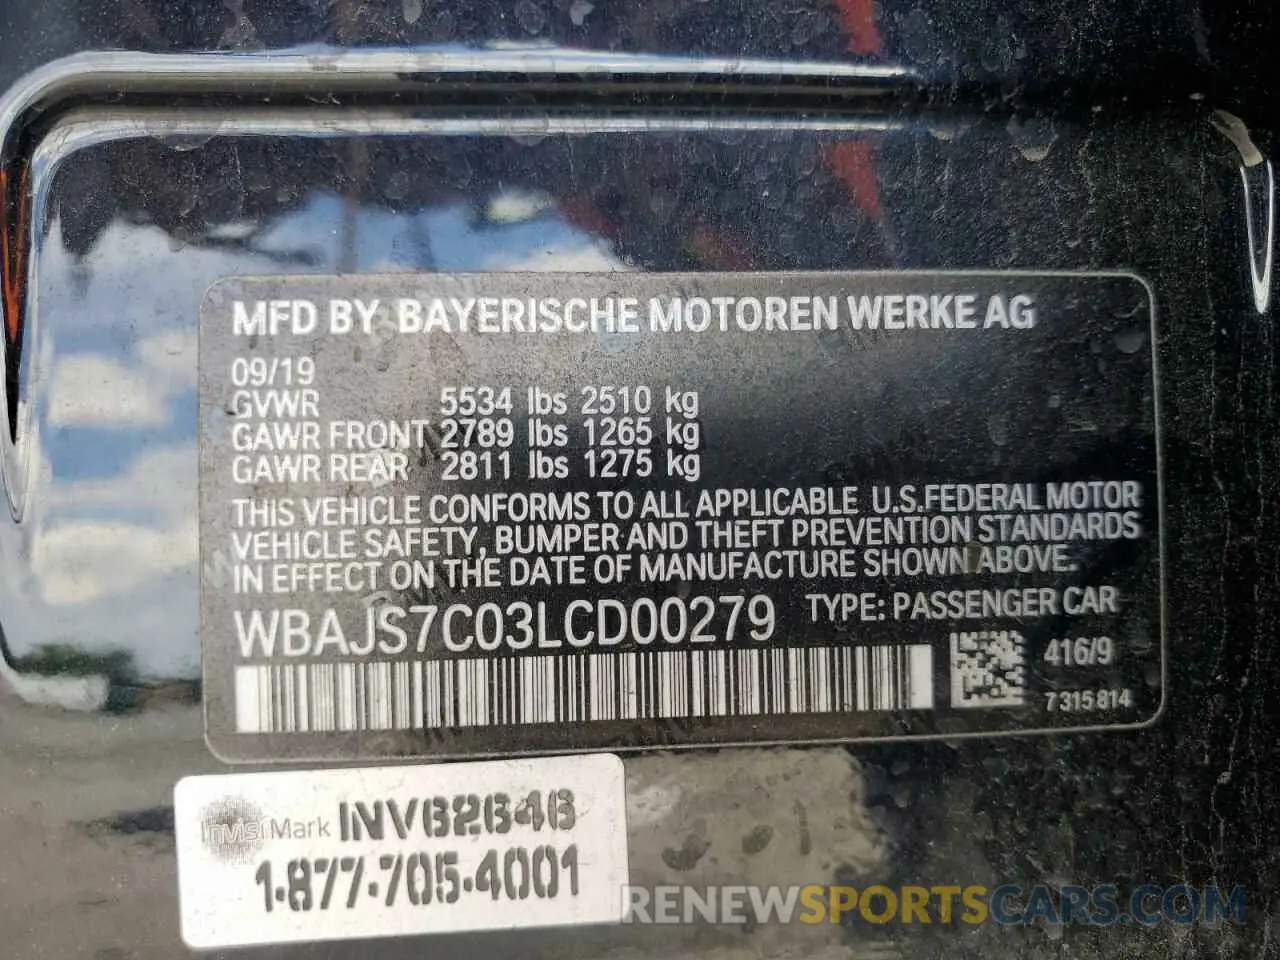 MFD BY BAYERISCHE MOTOREN WERKE AG
09/19
GVWR 5534 lbs 2510 kg
GAWR FRONT 2789 lbs 1265 kg
GAWR REAR 2811 lbs 1275 kg
THIS VEHICLE CONFORMS TO ALL APPLICABLE U.S.FEDERAL MOTOR
VEHICLE SAFETY, BUMPER AND THEFT PREVENTION STANDARDS
IN EFFECT ON THE DATE OF MANUFACTURE SHOWN ABOVE.
WBAJS7C03LCD00279 TYPE: PASSENGER CAR
416/9
7 315 814
InvisiMark INV62646
1-877-705-4001
RENEWSPORTSCARS.COM